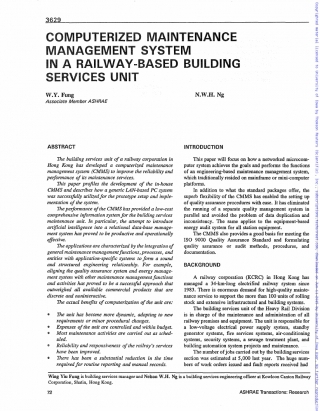 3629
COMPUTERIZED MAINTENANCE
MANAGEMENT SYSTEM
IN A RAILWAY-BASED BUILDING
SERVICES UNIT
W.Y. Fung
Associate Member ASHRAE
N.W.H. Ng
ABSTRACT
The building services unit of a railway corporation in
Hong Kong has developed a computerized maintenance
management system (CMMS) to improve the reliability and
performance of its maintenance services.
This paper profiles the development of the in-house
CMMS and describes how a generic LAN-based PC system
was successfully utilized for the prototype setup and imple-
mentation of the system.
The performance of the CMMS has provided a low-cost
comprehensive information system for the building services
maintenance unit. In particular, the attempt to introduce
artificial intelligence into a relational data-base manage-
ment system has proved to be productive and operationally
effective.
The applications are characterized by the integration of
general maintenance management functions, processes, and
entities with application-specific systems to form a sound
and structured engineering relationship. For example,
aligning the quality assurance system and energy manage-
ment system with other maintenance management functions
and activities has proved to be a successful approach that
outweighed all available commercial products that are
discrete and noninteractive.
The actual benefits of computerization of the unit are:
• The unit has become more dynamic, adapting to new
requirements or minor procedural changes.
• Expenses of the unit are controlled within budget.
• Most maintenance activities are carried out as sched-
uled.
• Reliability and responsiveness of the railway's services
have been improved.
• There has been a substantial reduction in the time
required for routine reporting and manual records.
INTRODUCTION
This paper will focus on how a networked microcom-
puter system achieves the goals and performs the functions
of an engineering-based maintenance management system,
which traditionally resided on mainframe or mini-computer
platforms.
In addition to what the standard packages offer, the
superb flexibility of the CMMS has enabled the setting up
of quality assurance procedures with ease. It has eliminated
the running of a separate quality management system in
parallel and avoided the problem of data duplication and
inconsistency. The same applies to the equipment-based
energy audit system for all station equipment.
The CMMS also provides a good basis for meeting the
ISO 9000 Quality Assurance Standard and formulating
quality assurance or audit methods, procedures, and
documentation.
BACKGROUND
A railway corporation (KCRC) in Hong Kong has
managed a 34-km-long electrified railway system since
1983. There is enormous demand for high-quality mainte-
nance service to support the more than 100 units of rolling
stock and extensive infrastructural and building systems.
The building services unit of the Heavy Rail Division
is in charge of the maintenance and administration of all
railway premises and equipment. The unit is responsible for
a low-voltage electrical power supply system, standby
generator systems, fire services systems, air-conditioning
systems, security systems, a sewage treatment plant, and
building automation system projects and maintenance.
The number of jobs carried out by the building services
section was estimated at 5,000 last year. The huge num-
bers of work orders issued and fault reports received had
Wing Yiu Fung is building services manager and Nelson W.H. Ng is a building services engineering officer at Kowloon Canton Railway
Corporation, Shatin, Hong Kong.
72
ASHRAE Transactions: Research